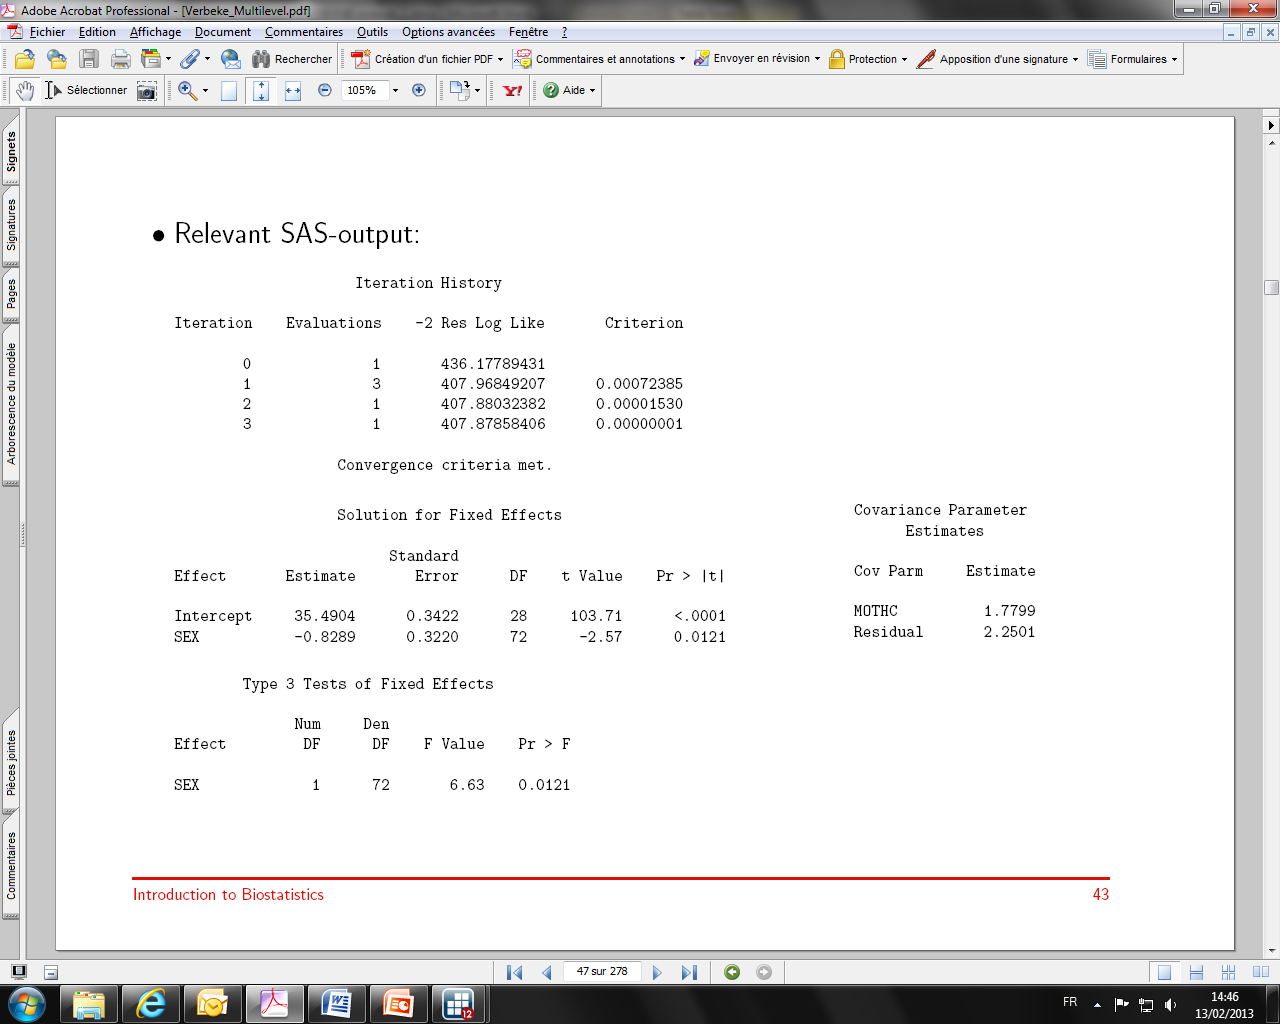 Adobe Acrobat Professional - [Verbeke_Multilevel.pdf]
Fichier Edition Affichage Document Commentaires Outils Options avancées Fenêtre ?
Rechercher Création d'un fichier PDF Commentaires et annotations Envoyer en révision Protection Apposition d'une signature Formulaires
Sélectionner 105% Y! Aide
Signets
Signatures
Pages
Arborescence du modèle
Pièces jointes
Commentaires
• Relevant SAS-output:
Iteration History
Iteration Evaluations -2 Res Log Like Criterion
0 1 436.17789431
1 3 407.96849207 0.00072385
2 1 407.88032382 0.00001530
3 1 407.87858406 0.00000001
Convergence criteria met.
Solution for Fixed Effects
Standard
Effect Estimate Error DF t Value Pr > |t|
Intercept 35.4904 0.3422 28 103.71 <.0001
SEX -0.8289 0.3220 72 -2.57 0.0121
Covariance Parameter
Estimates
Cov Parm Estimate
MOTHC 1.7799
Residual 2.2501
Type 3 Tests of Fixed Effects
Num Den
Effect DF DF F Value Pr > F
SEX 1 72 6.63 0.0121
Introduction to Biostatistics 43
47 sur 278
FR 14:46
13/02/2013
12